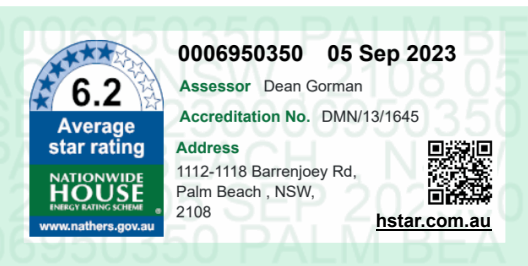 0006950350 05 Sep 2023
6.2
Average
star rating
NATIONWIDE
HOUSE
ENERGY RATING SCHEME
®
www.nathers.gov.au
Assessor Dean Gorman
Accreditation No. DMN/13/1645
Address
1112-1118 Barrenjoey Rd,
Palm Beach , NSW,
2108
hstar.com.au